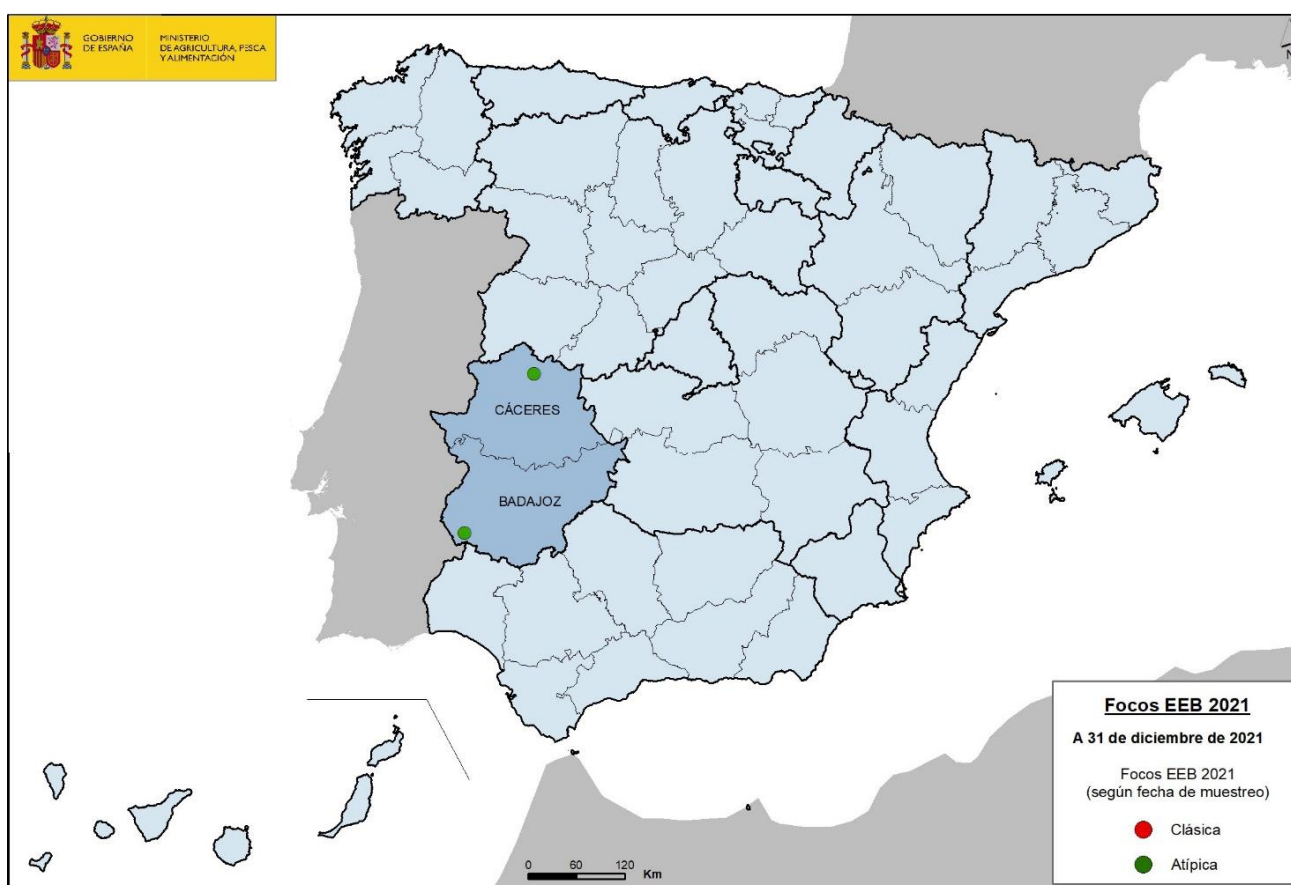 GOBIERNO
DE ESPAÑA
MINISTERIO
DE AGRICULTURA, PESCA
Y ALIMENTACIÓN
N
CÁCERES
BADAJOZ
Focos EEB 2021
A 31 de diciembre de 2021
Focos EEB 2021
(según fecha de muestreo)
Clásica
Atípica
0 60 120
Km